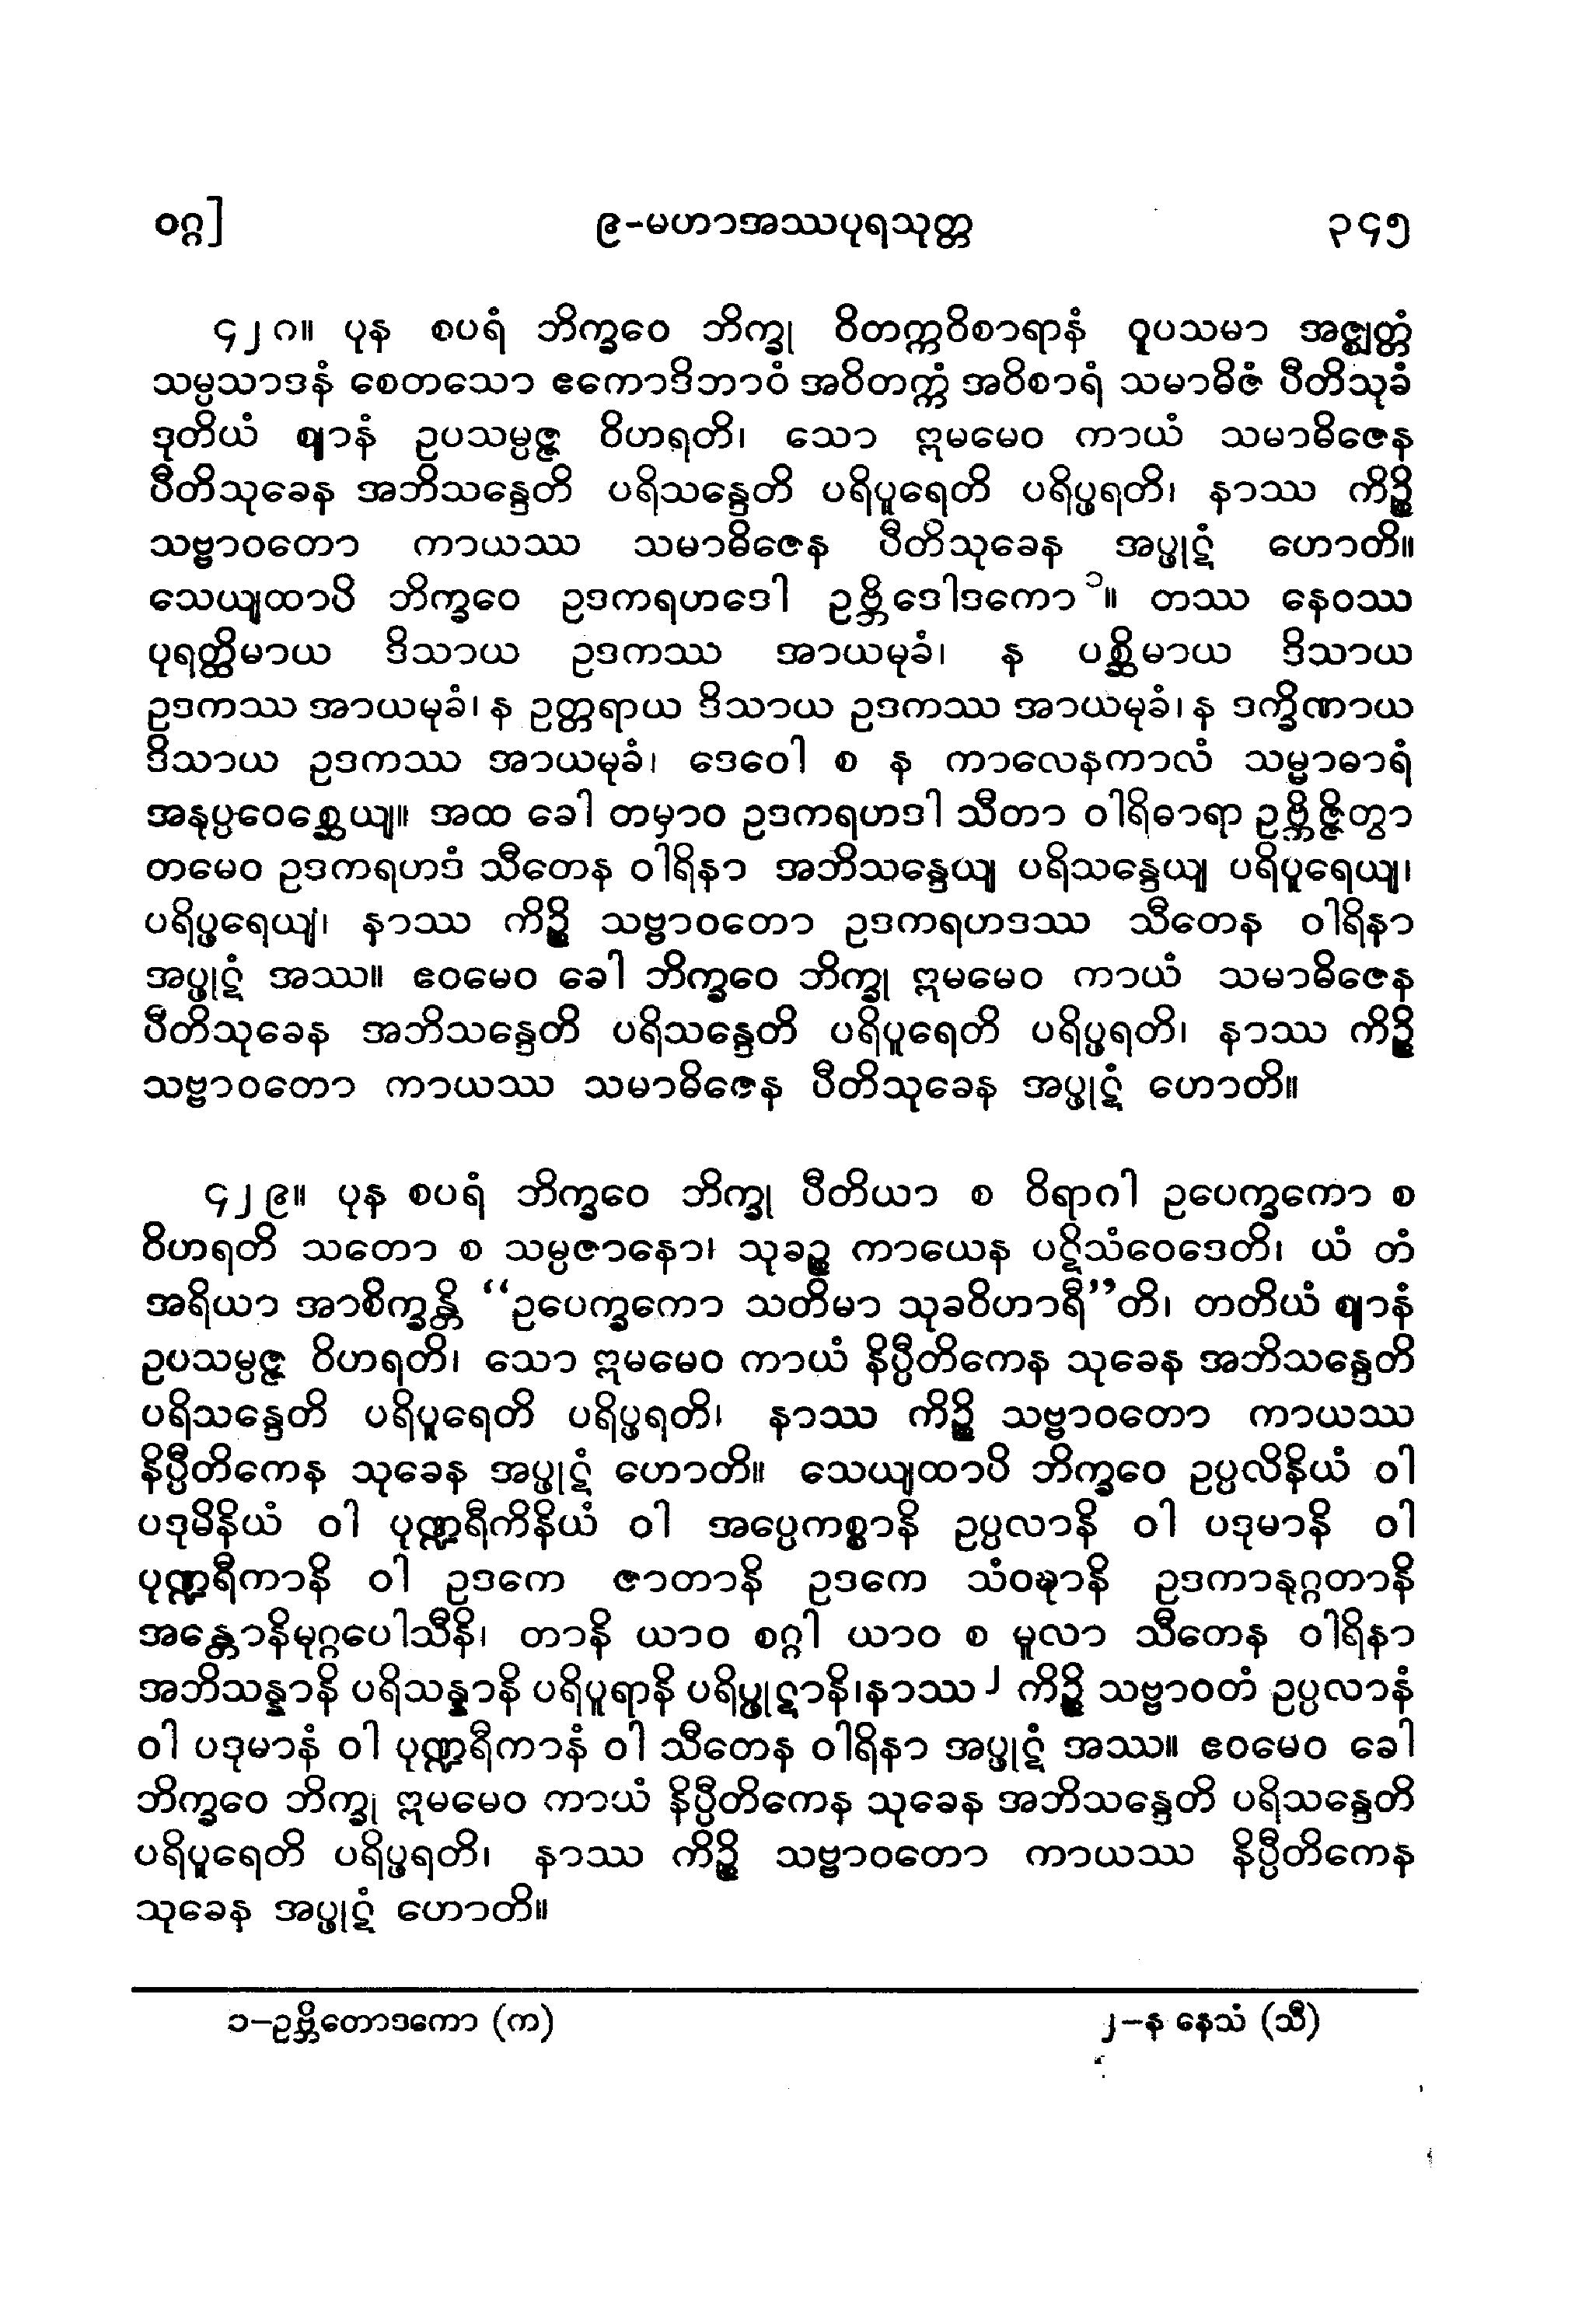 ဝဂ္ဂ] ၉-မဟာအဿပုရသုတ္တ ၃၄၅
၄၂၈။ ပုန စပရံ ဘိက္ခဝေ ဘိက္ခု ဝိတက္ကဝိစာရာနံ ဝူပသမာ အဇ္ဈတ္တံ
သမ္ပသာဒနံ စေတသော ဧကောဒိဘာဝံ အဝိတက္ကံ အဝိစာရံ သမာဓိဇံ ပီတိသုခံ
ဒုတိယံ ဈာနံ ဥပသမ္ပဇ္ဇ ဝိဟရတိ၊ သော ဣမမေဝ ကာယံ သမာဓိဇေန
ပီတိသုခေန အဘိသန္ဒေတိ ပရိသန္ဒေတိ ပရိပူရေတိ ပရိပ္ဖရတိ၊ နာဿ ကိဉ္စိ
သဗ္ဗာဝတော ကာယဿ သမာဓိဇေန ပီတိသုခေန အပ္ဖုဋံ ဟောတိ။
သေယျထာပိ ဘိက္ခဝေ ဥဒကရဟဒေါ ဥဗ္ဘိဒေါဒကော၁။ တဿ နေဝဿ
ပုရတ္ထိမာယ ဒိသာယ ဥဒကဿ အာယမုခံ၊ န ပစ္ဆိမာယ ဒိသာယ
ဥဒကဿ အာယမုခံ၊ န ဥတ္တရာယ ဒိသာယ ဥဒကဿ အာယမုခံ၊ န ဒက္ခိဏာယ
ဒိသာယ ဥဒကဿ အာယမုခံ၊ ဒေဝေါ စ န ကာလေနကာလံ သမ္မာဓာရံ
အနုပ္ပဝေစ္ဆေယျ။ အထ ခေါ တမှာဝ ဥဒကရဟဒါ သီတာ ဝါရိဓာရာ ဥဗ္ဘိဇ္ဇိတွာ
တမေဝ ဥဒကရဟဒံ သီတေန ဝါရိနာ အဘိသန္ဒေယျ ပရိသန္ဒေယျ ပရိပူရေယျ၊
ပရိပ္ဖရေယျ၊ နာဿ ကိဉ္စိ သဗ္ဗာဝတော ဥဒကရဟဒဿ သီတေန ဝါရိနာ
အပ္ဖုဋံ အဿ။ ဧဝမေဝ ခေါ ဘိက္ခဝေ ဘိက္ခု ဣမမေဝ ကာယံ သမာဓိဇေန
ပီတိသုခေန အဘိသန္ဒေတိ ပရိသန္ဒေတိ ပရိပူရေတိ ပရိပ္ဖရတိ၊ နာဿ ကိဉ္စိ
သဗ္ဗာဝတော ကာယဿ သမာဓိဇေန ပီတိသုခေန အပ္ဖုဋံ ဟောတိ။
၄၂၉။ ပုန စပရံ ဘိက္ခဝေ ဘိက္ခု ပီတိယာ စ ဝိရာဂါ ဥပေက္ခကော စ
ဝိဟရတိ သတော စ သမ္ပဇာနော၊ သုခဉ္စ ကာယေန ပဋိသံဝေဒေတိ၊ ယံ တံ
အရိယာ အာစိက္ခန္တိ “ဥပေက္ခကော သတိမာ သုခဝိဟာရီ”တိ၊ တတိယံ ဈာနံ
ဥပသမ္ပဇ္ဇ ဝိဟရတိ၊ သော ဣမမေဝ ကာယံ နိပ္ပီတိကေန သုခေန အဘိသန္ဒေတိ
ပရိသန္ဒေတိ ပရိပူရေတိ ပရိပ္ဖရတိ၊ နာဿ ကိဉ္စိ သဗ္ဗာဝတော ကာယဿ
နိပ္ပီတိကေန သုခေန အပ္ဖုဋံ ဟောတိ။ သေယျထာပိ ဘိက္ခဝေ ဥပ္ပလိနိယံ ဝါ
ပဒုမိနိယံ ဝါ ပုဏ္ဍရီကိနိယံ ဝါ အပ္ပေကစ္စာနိ ဥပ္ပလာနိ ဝါ ပဒုမာနိ ဝါ
ပုဏ္ဍရီကာနိ ဝါ ဥဒကေ ဇာတာနိ ဥဒကေ သံဝဍ္ဎာနိ ဥဒကာနုဂ္ဂတာနိ
အန္တောနိမုဂ္ဂပေါသီနိ၊ တာနိ ယာဝ စဂ္ဂါ ယာဝ စ မူလာ သီတေန ဝါရိနာ
အဘိသန္နာနိ ပရိသန္နာနိ ပရိပူရာနိ ပရိပ္ဖုဋာနိ၊နာဿ၂ ကိဉ္စိ သဗ္ဗာဝတံ ဥပ္ပလာနံ
ဝါ ပဒုမာနံ ဝါ ပုဏ္ဍရီကာနံ ဝါ သီတေန ဝါရိနာ အပ္ဖုဋံ အဿ။ ဧဝမေဝ ခေါ
ဘိက္ခဝေ ဘိက္ခု ဣမမေဝ ကာယံ နိပ္ပီတိကေန သုခေန အဘိသန္ဒေတိ ပရိသန္ဒေတိ
ပရိပူရေတိ ပရိပ္ဖရတိ၊ နာဿ ကိဉ္စိ သဗ္ဗာဝတော ကာယဿ နိပ္ပီတိကေန
သုခေန အပ္ဖုဋံ ဟောတိ။
၁–ဥဗ္ဘိတောဒကော (က) ၂–န နေသံ (သီ)